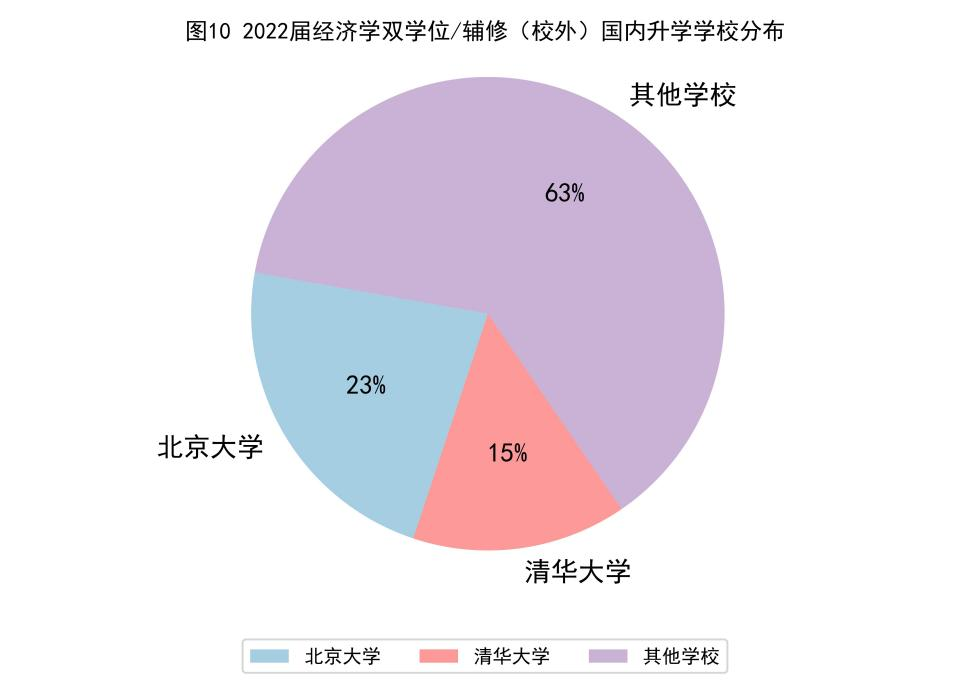 图10 2022届经济学双学位/辅修（校外）国内升学学校分布
其他学校
63%
23%
北京大学
15%
清华大学
北京大学 清华大学 其他学校